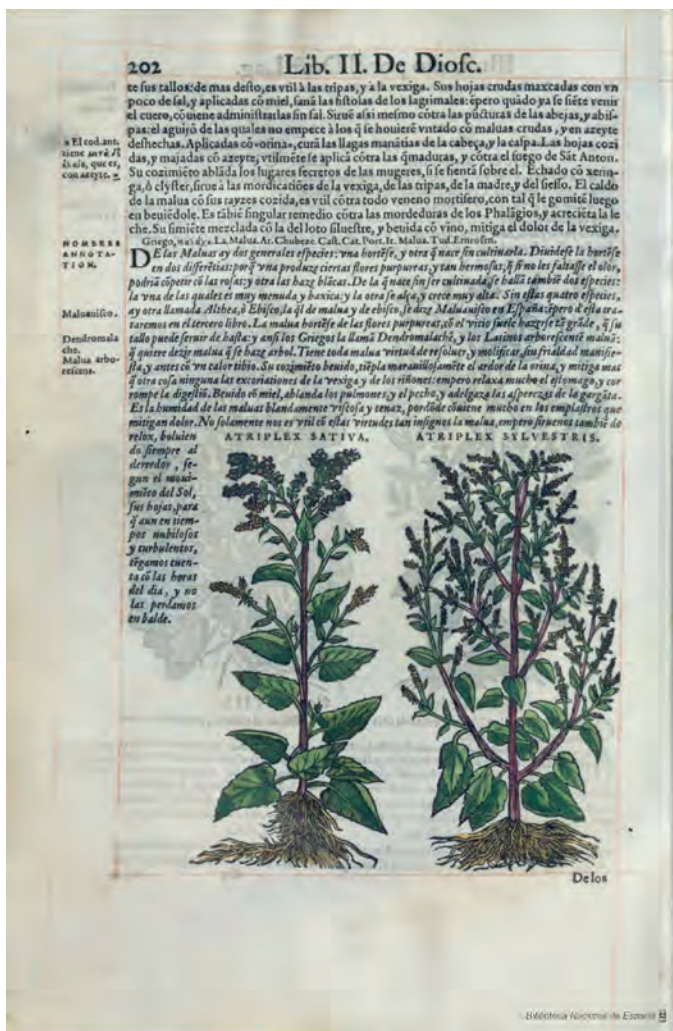 202
Lib. II. De Diosc.
te sus tallos: de mas desto, es vtil à las tripas, y à la vexiga. Sus hojas crudas maxcadas con vn
poco de sal, y aplicadas cō miel, sanā las fistolas de los lagrimales: ēpero quādo ya se siēte venir
el cuero, cōuiene administrarlas sin sal. Sirue assi mesmo cōtra las pūcturas de las abejas, y abis-
pas: el aguijō de las quales no empece à los q̄ se houierē vntado cō maluas crudas, y en azeyte
deshechas. Aplicadas cō «orina», curā las llagas manātias de la cabeça, y la caspa. Las hojas cozi
das, y majadas cō azeyte, vtilmēte se aplicā cōtra las q̄maduras, y cōtra el fuego de Sāt Anton.
Su cozimiēto ablāda los lugares secretos de las mugeres, si se sientā sobre el. Echado cō xerin-
ga, ò clyster, sirue à las mordicatiōes de la vexiga, de las tripas, de la madre, y del siesso. El caldo
de la malua cō sus rayzes cozida, es vtil cōtra todo veneno mortifero, con tal q̄ le gomitē luego
en beuiēdole. Es tābiē singular remedio cōtra las mordeduras de los Phalāgios, y acreciēta la le
che. Su simiēte mezclada cō la del loto siluestre, y beuida cō vino, mitiga el dolor de la vexiga.
« El cod. ant.
tiene
que es,
con azeyte. »
NOMBRES
Griego, La Malua. Ar. Chubeze. Cast. Cat. Port. It. Malua. Tud.
ANNOTA-
TION.
DE las Maluas ay dos generales especies: vna hortēse, y otra q̄ nace sin cultiuarla. Diuidese la hortēse
en dos differētias: porq̄ vna produze ciertas flores purpureas, y tan hermosas, q̄ si no les faltasse el olor,
podriā cōpetir cō las rosas: y otra las haze blācas. De la q̄ nace sin ser cultiuada, se hallā tambiē dos especies:
la vna de las quales es muy menuda y baxica: y la otra se alça, y crece muy alta. Sin estas quatro especies,
ay otra llamada Althea, ò Ebisco, la q̄l de malua y de ebisco, se dize Maluauisco en España: ēpero d̄ esta tra-
taremos en el tercero libro. La malua hortēse de las flores purpureas, cō el vitio suele hazerse tā grāde, q̄ su
tallo puede seruir de hasta: y ansi los Griegos la llamā Dendromalachē, y los Latinos arborescentē maluā:
q̄ quiere dezir malua q̄ se haze arbol. Tiene toda malua virtud de resoluer, y molificar, sin frialdad manifie-
sta, y antes cō vn calor tibio. Su cozimiēto beuido, tiēpla marauillosamēte el ardor de la orina, y mitiga mas
q̄ otra cosa ninguna las excoriationes de la vexiga y de los riñones: empero relaxa mucho el estomago, y cor
rompe la digestiō. Beuido cō miel, ablanda los pulmones, y el pecho, y adelgaza las asperezas de la gargāta.
Es la humidad de las maluas blandamente viscosa y tenaz, por dōde cōuiene mucho en los emplastros que
mitigan dolor. No solamente nos es vtil cō estas virtudes tan insignes la malua, empero siruenos tambiē de
Maluauisco.
Dendromala
che.
Malua arbo-
rescens.
relox, boluien
do siempre al
derredor, se-
gun el moui-
miēto del Sol,
sus hojas, para
q̄ aun en tiem-
pos nubilosos
y turbulentos,
tēgamos cuen-
ta cō las horas
del dia, y no
las perdamos
en balde.
ATRIPLEX SATIVA.
ATRIPLEX SYLVESTRIS.
De los
Biblioteca Nacional de España